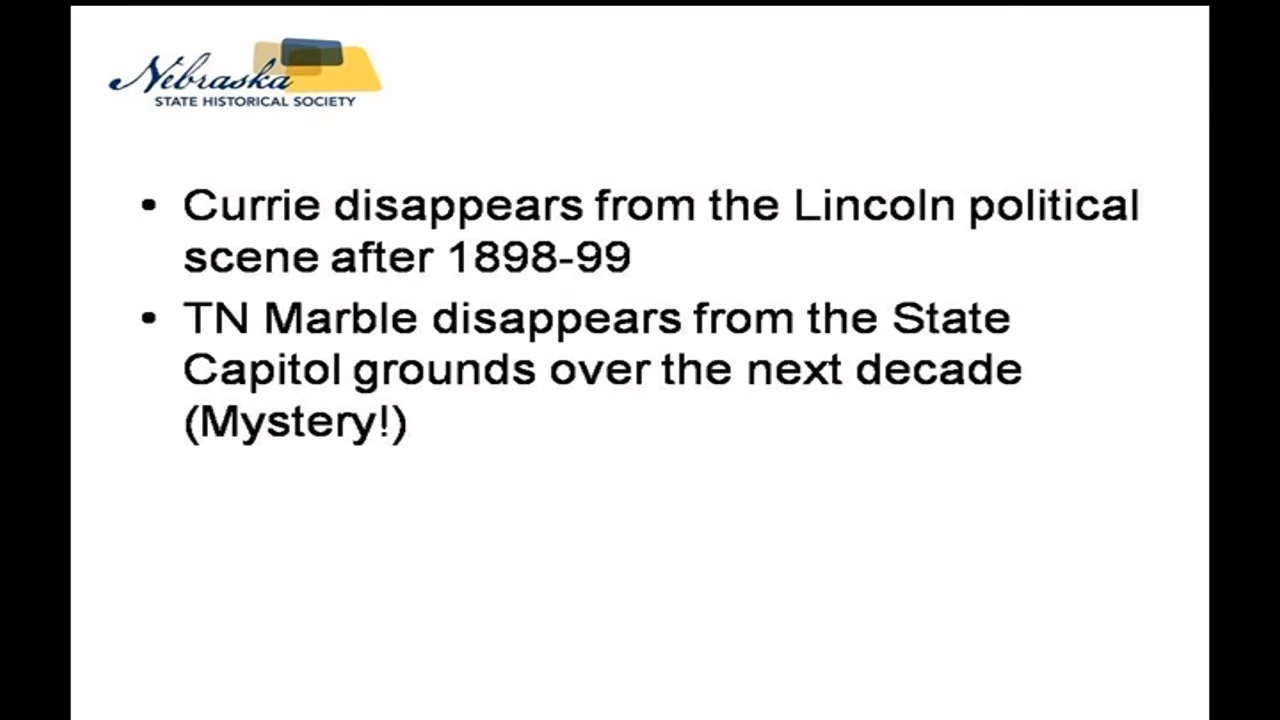 Nebraska
STATE HISTORICAL SOCIETY
• Currie disappears from the Lincoln political
scene after 1898-99
• TN Marble disappears from the State
Capitol grounds over the next decade
(Mystery!)